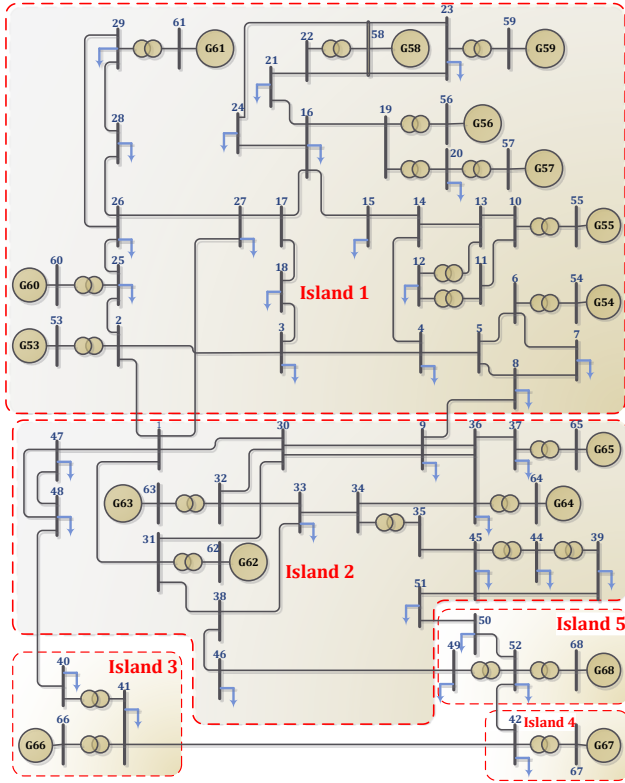 29 61 G61
22 58 G58
23 59 G59
21
28
24
16
19 56 G56
20 57 G57
26
27
17
15
14
13
10 55 G55
60 G60
25
18
12
11
Island 1
6 54 G54
53 G53
2
3
4
5
7
8
1
30
9
36
37 65 G65
47
48
G63 63 32
33
34
64 G64
35
31
62 G62
Island 2
45
44
39
38
51
46
50
Island 5
49
52
68 G68
40
Island 3
41
G66 66
42
Island 4
67 G67